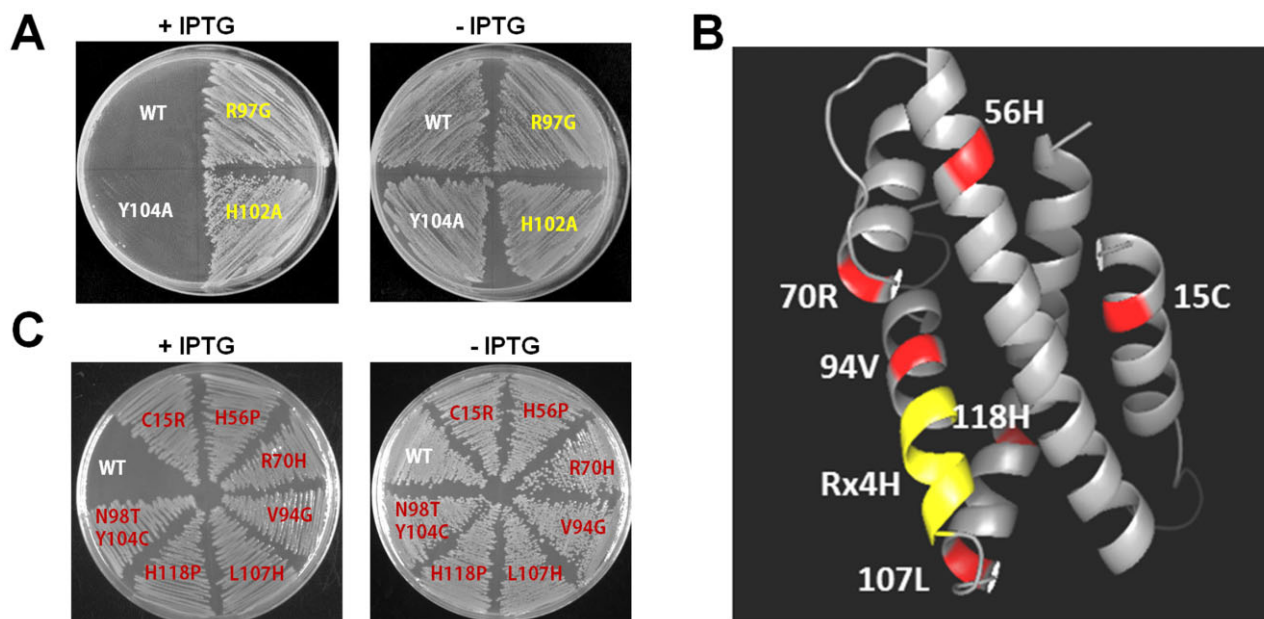 A
+ IPTG
- IPTG
WT
R97G
Y104A
H102A
WT
R97G
Y104A
H102A
B
56H
70R
15C
94V
118H
Rx4H
107L
C
+ IPTG
- IPTG
C15R
H56P
WT
R70H
N98T
Y104C
V94G
H118P
L107H
C15R
H56P
WT
R70H
N98T
Y104C
V94G
H118P
L107H